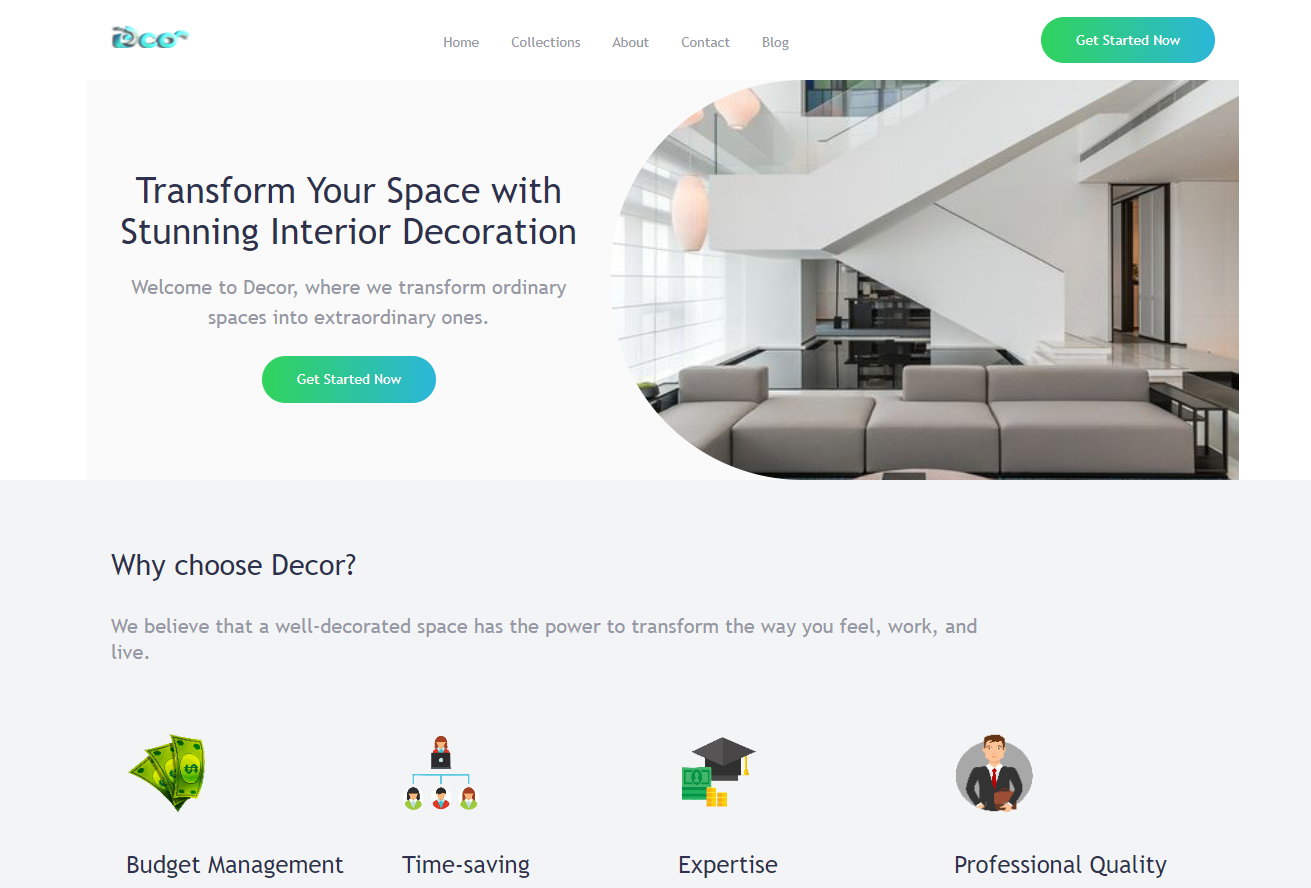 Decor
Home Collections About Contact Blog
Get Started Now
Transform Your Space with
Stunning Interior Decoration
Welcome to Decor, where we transform ordinary
spaces into extraordinary ones.
Get Started Now
Why choose Decor?
We believe that a well-decorated space has the power to transform the way you feel, work, and
live.
Budget Management
Time-saving
Expertise
Professional Quality